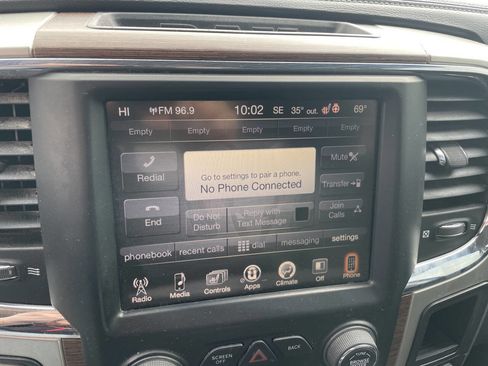 HI FM 96.9 10:02 SE 35° out. 69°
Empty Empty Empty Empty Empty
Redial
Go to settings to pair a phone.
No Phone Connected
Mute
Transfer
End
Do Not
Disturb
Reply with
Text Message
Join
Calls
phonebook recent calls dial messaging settings
Radio Media Controls Apps Climate Off Phone
SCREEN
OFF
BACK
TUNE
BROWSE